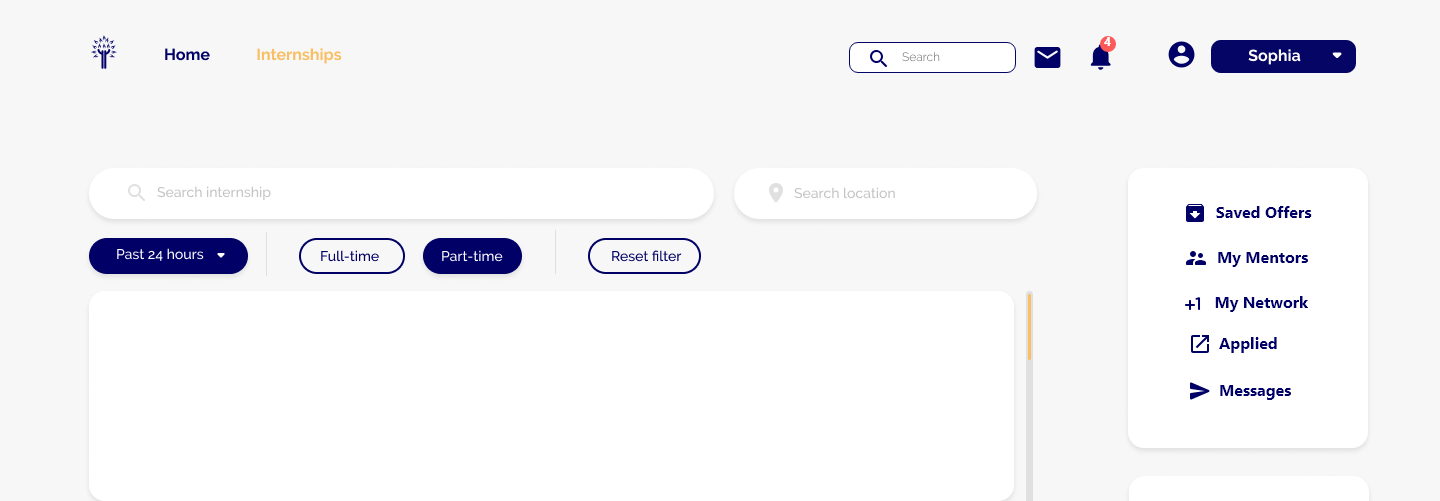 Home
Internships
Search
4
Sophia
Search internship
Search location
Past 24 hours
Full-time
Part-time
Reset filter
Saved Offers
My Mentors
+1 My Network
Applied
Messages